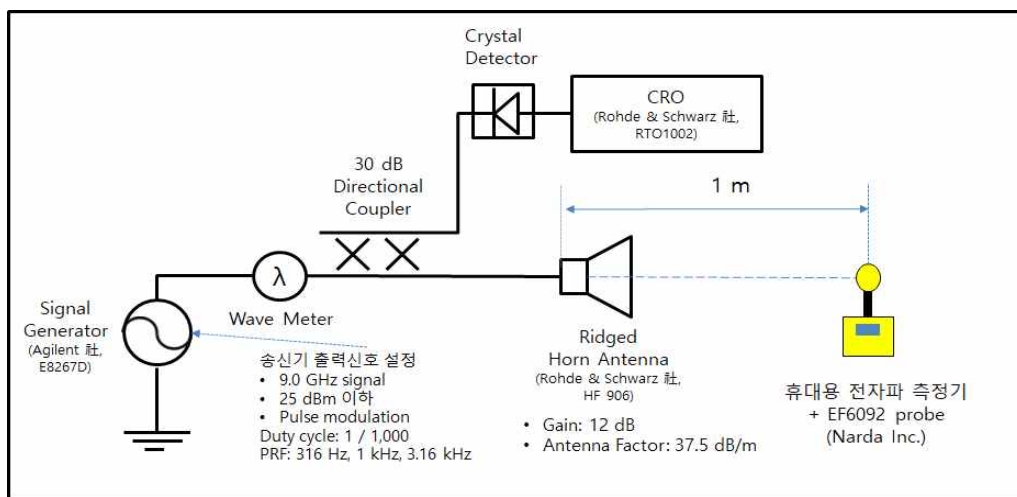 Crystal
Detector
CRO
(Rohde & Schwarz 社,
RTO1002)
30 dB
Directional
Coupler
1 m
λ
Wave Meter
Signal
Generator
(Agilent 社,
E8267D)
송신기 출력신호 설정
• 9.0 GHz signal
• 25 dBm 이하
• Pulse modulation
Duty cycle: 1 / 1,000
PRF: 316 Hz, 1 kHz, 3.16 kHz
Ridged
Horn Antenna
(Rohde & Schwarz 社,
HF 906)
• Gain: 12 dB
• Antenna Factor: 37.5 dB/m
휴대용 전자파 측정기
+ EF6092 probe
(Narda Inc.)